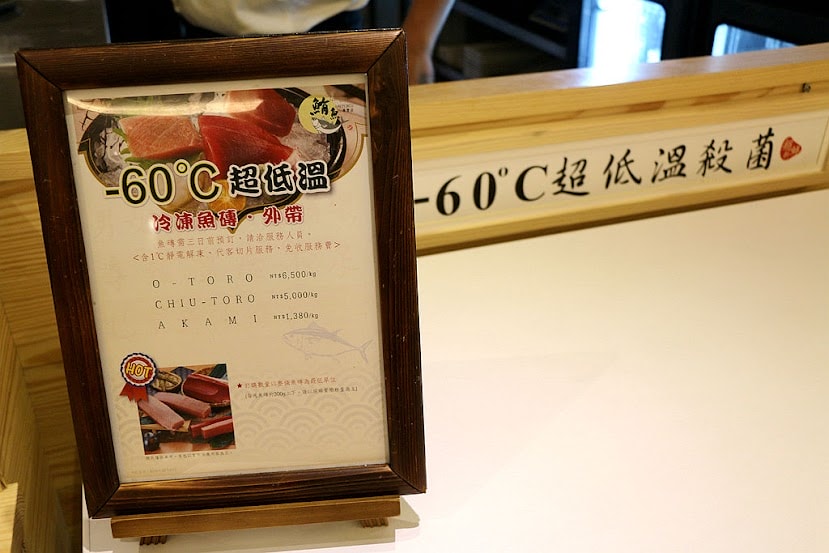 鮪魚
-60°C 超低溫
冷凍魚磚·外帶
魚磚需三日前預訂,請洽服務人員。
<含1℃靜電解凍、代客切片服務,免收服務費>
O-TORO NT$6,500/kg
CHIU-TORO NT$5,000/kg
AKAMI NT$1,380/kg
HOT
-60°C超低溫殺菌